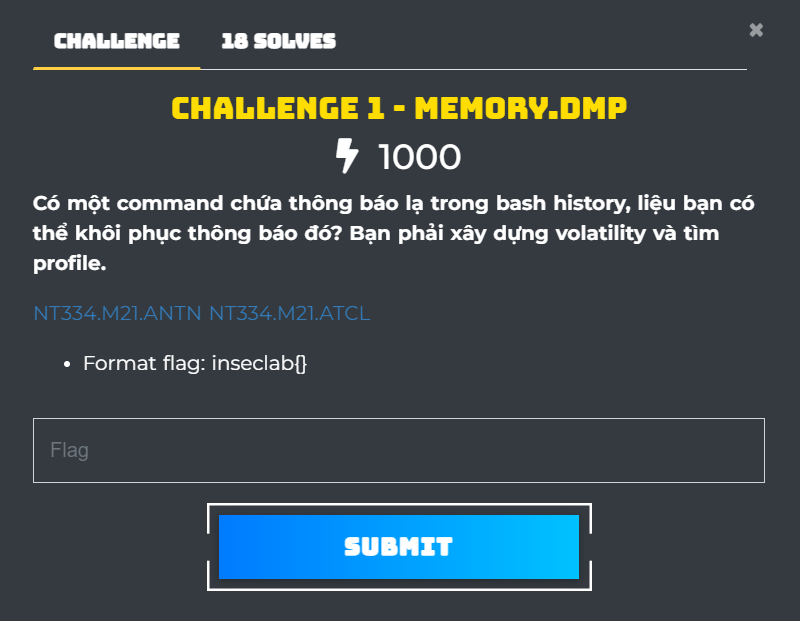 CHALLENGE 18 SOLVES
×
CHALLENGE 1 - MEMORY.DMP
1000
Có một command chứa thông báo lạ trong bash history, liệu bạn có
thể khôi phục thông báo đó? Bạn phải xây dựng volatility và tìm
profile.
NT334.M21.ANTN NT334.M21.ATCL
• Format flag: inseclab{}
Flag
SUBMIT